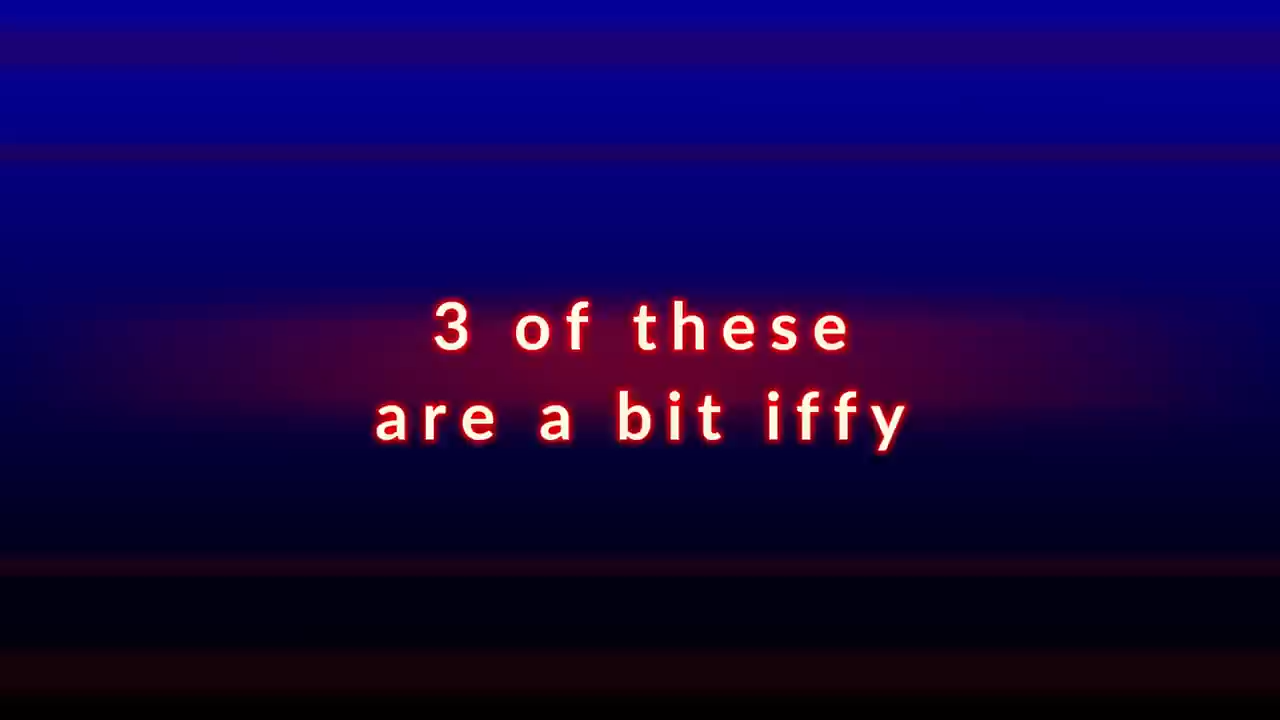 3 of these
are a bit iffy